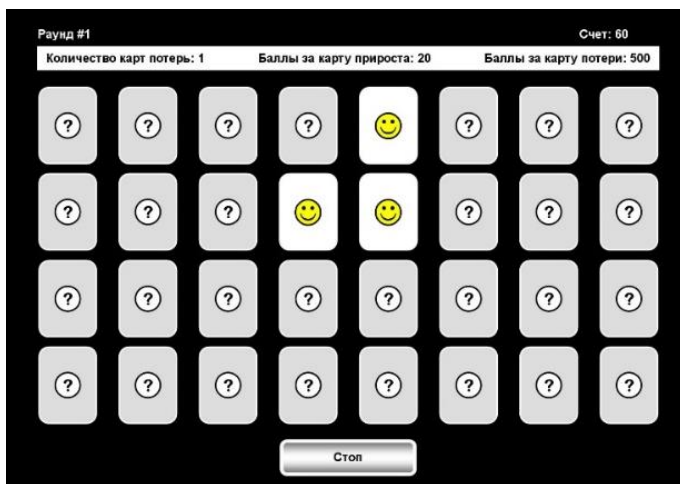 Раунд #1 Счет: 60
Количество карт потерь: 1 Баллы за карту прироста: 20 Баллы за карту потери: 500
? ? ? ? ? ? ?
? ? ? ? ? ?
? ? ? ? ? ? ? ?
? ? ? ? ? ? ? ?
Стоп